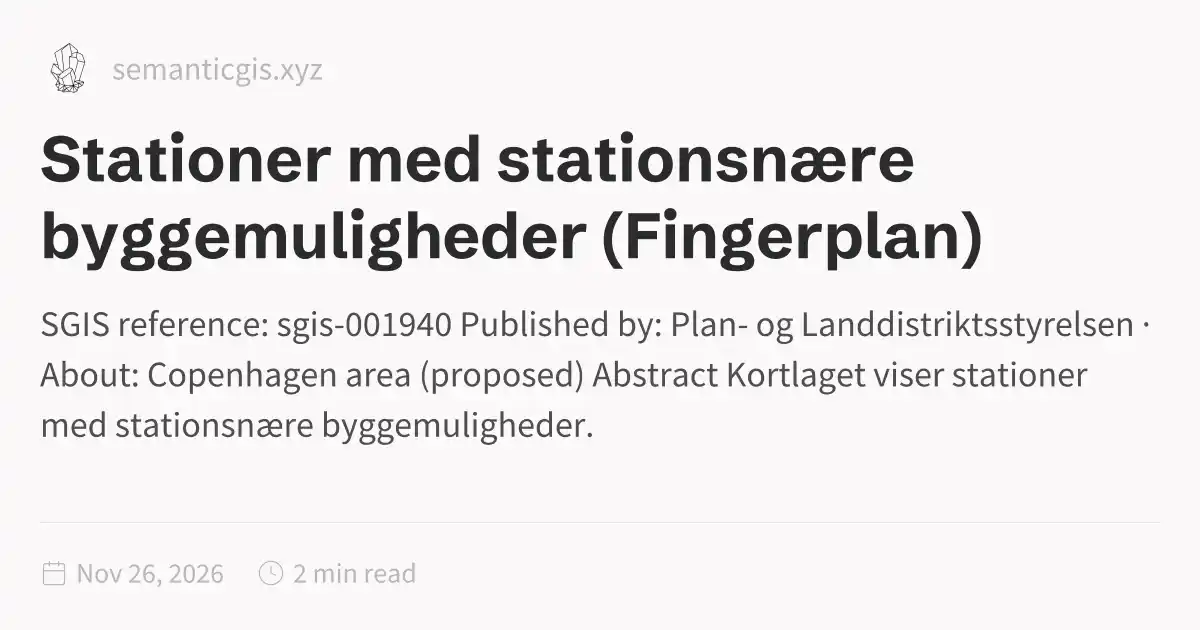 semanticgis.xyz
Stationer med stationsnære
byggemuligheder (Fingerplan)
SGIS reference: sgis-001940 Published by: Plan- og Landdistriktsstyrelsen ·
About: Copenhagen area (proposed) Abstract Kortlaget viser stationer
med stationsnære byggemuligheder.
Nov 26, 2026 2 min read